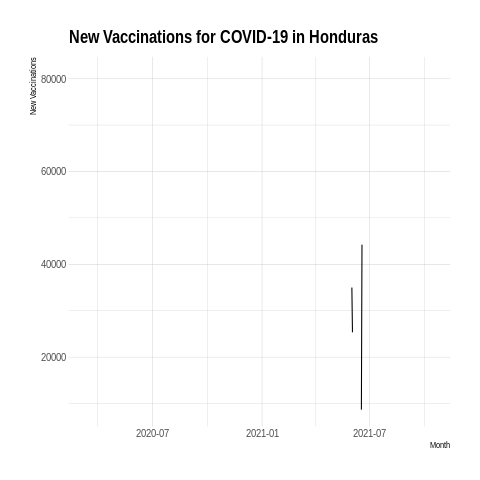 New Vaccinations for COVID-19 in Honduras
New Vaccinations
80000
60000
40000
20000
2020-07 2021-01 2021-07
Month